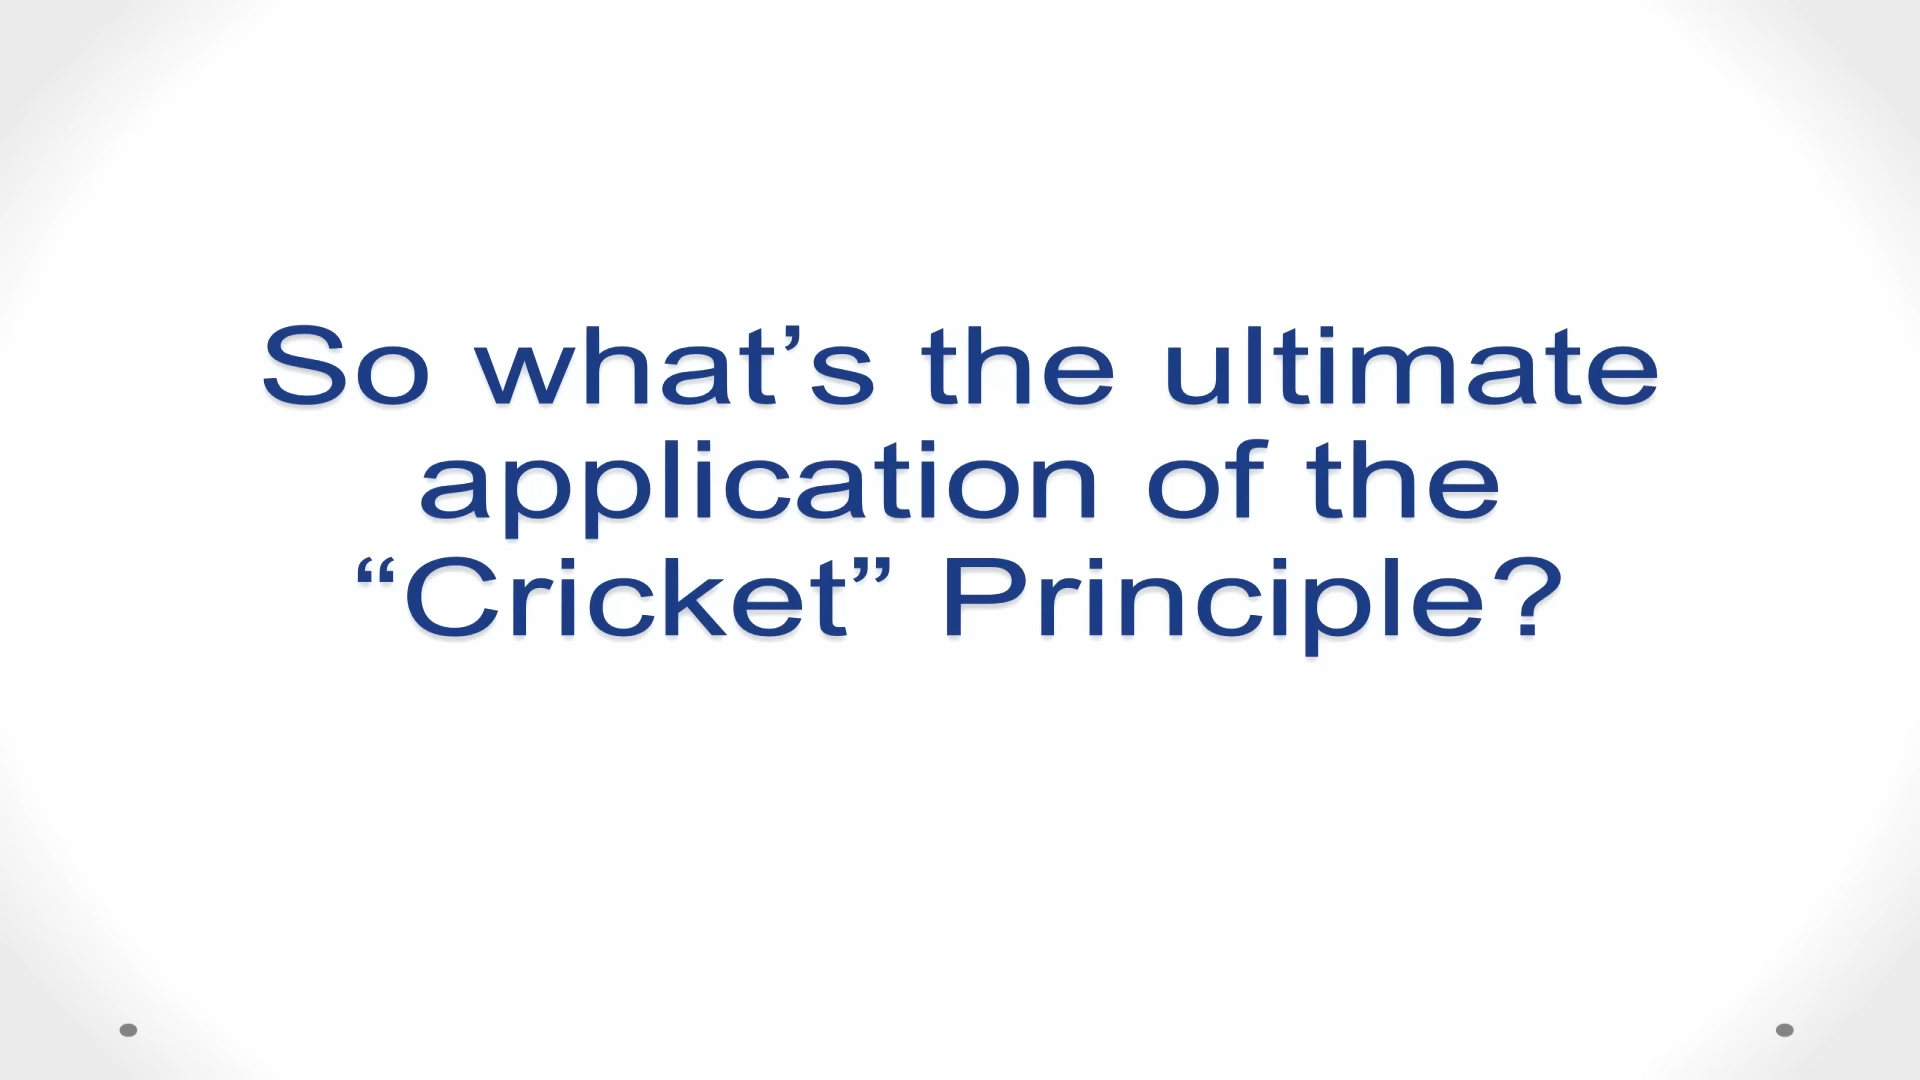 So what’s the ultimate
application of the
“Cricket” Principle?